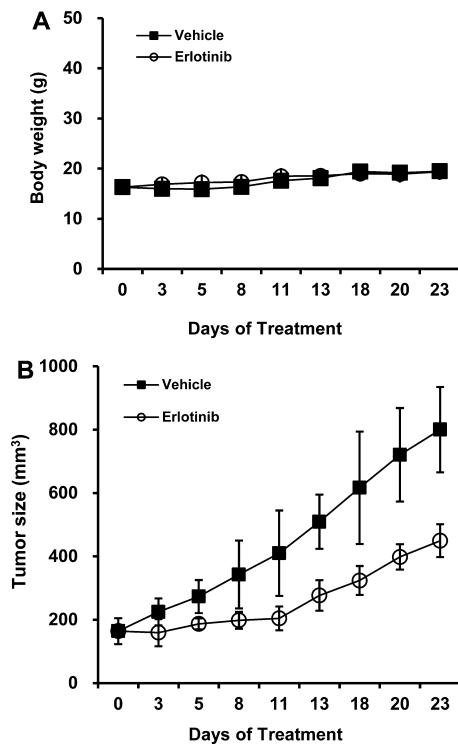 A
Vehicle
Erlotinib
Body weight (g)
50
40
30
20
10
0
0 3 5 8 11 13 18 20 23
Days of Treatment
B
Vehicle
Erlotinib
Tumor size (mm³)
1000
800
600
400
200
0
0 3 5 8 11 13 18 20 23
Days of Treatment